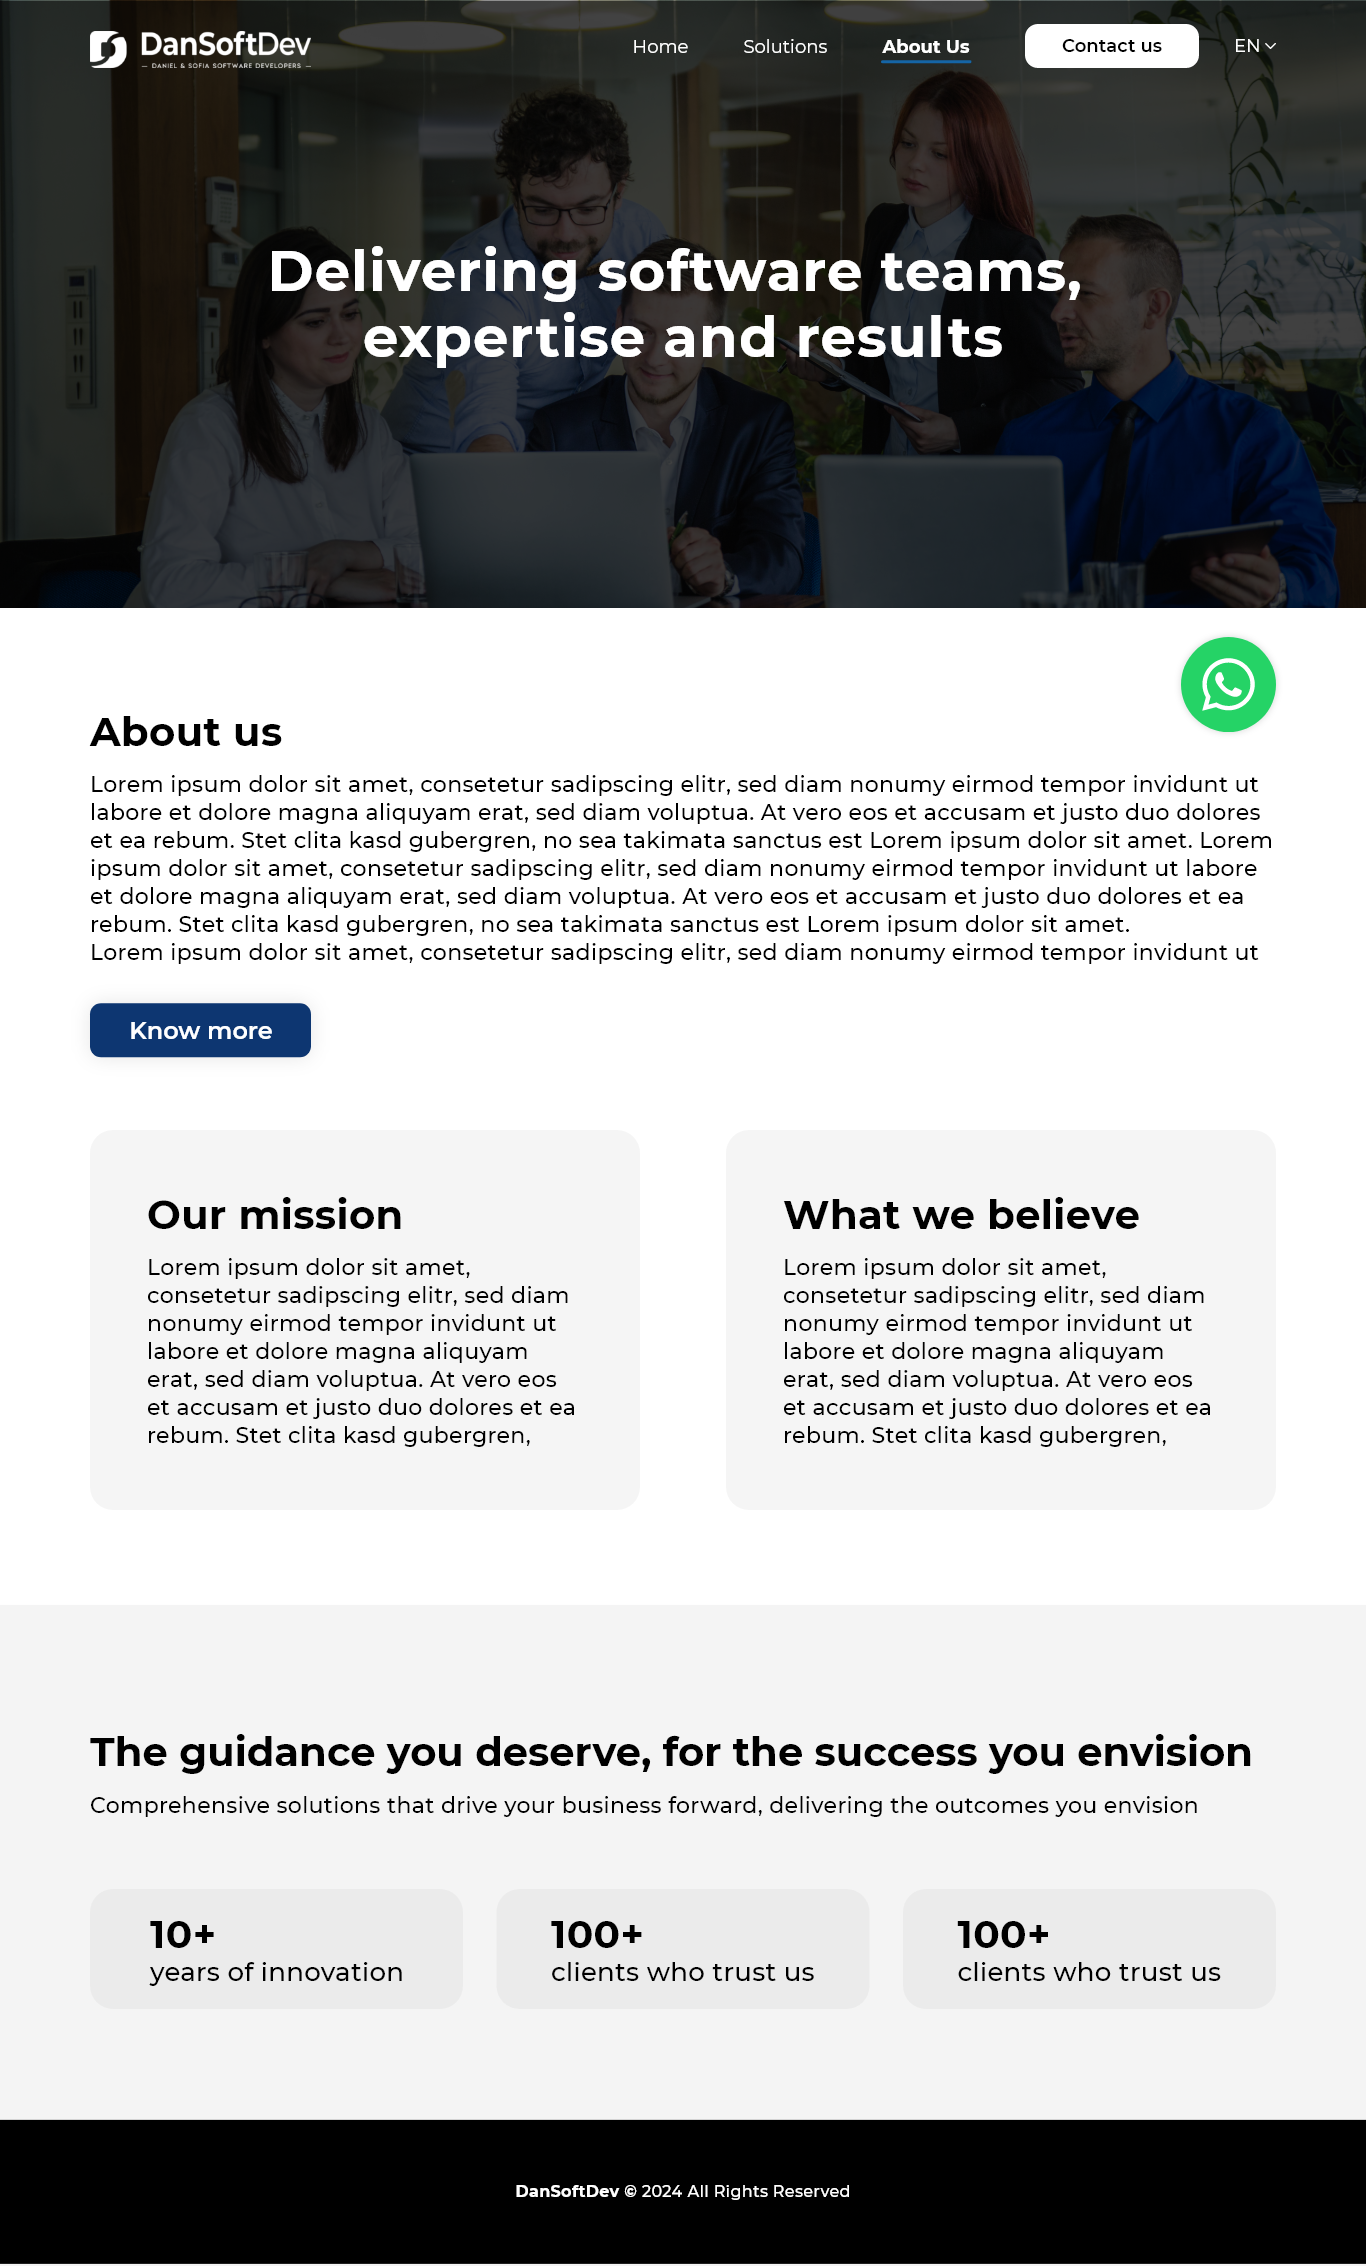 DanSoftDev
— DANIEL & SOFIA SOFTWARE DEVELOPERS —
Home
Solutions
About Us
Contact us
EN
Delivering software teams,
expertise and results
About us
Lorem ipsum dolor sit amet, consetetur sadipscing elitr, sed diam nonumy eirmod tempor invidunt ut
labore et dolore magna aliquyam erat, sed diam voluptua. At vero eos et accusam et justo duo dolores
et ea rebum. Stet clita kasd gubergren, no sea takimata sanctus est Lorem ipsum dolor sit amet. Lorem
ipsum dolor sit amet, consetetur sadipscing elitr, sed diam nonumy eirmod tempor invidunt ut labore
et dolore magna aliquyam erat, sed diam voluptua. At vero eos et accusam et justo duo dolores et ea
rebum. Stet clita kasd gubergren, no sea takimata sanctus est Lorem ipsum dolor sit amet.
Lorem ipsum dolor sit amet, consetetur sadipscing elitr, sed diam nonumy eirmod tempor invidunt ut
Know more
Our mission
Lorem ipsum dolor sit amet,
consetetur sadipscing elitr, sed diam
nonumy eirmod tempor invidunt ut
labore et dolore magna aliquyam
erat, sed diam voluptua. At vero eos
et accusam et justo duo dolores et ea
rebum. Stet clita kasd gubergren,
What we believe
Lorem ipsum dolor sit amet,
consetetur sadipscing elitr, sed diam
nonumy eirmod tempor invidunt ut
labore et dolore magna aliquyam
erat, sed diam voluptua. At vero eos
et accusam et justo duo dolores et ea
rebum. Stet clita kasd gubergren,
The guidance you deserve, for the success you envision
Comprehensive solutions that drive your business forward, delivering the outcomes you envision
10+
years of innovation
100+
clients who trust us
100+
clients who trust us
DanSoftDev © 2024 All Rights Reserved